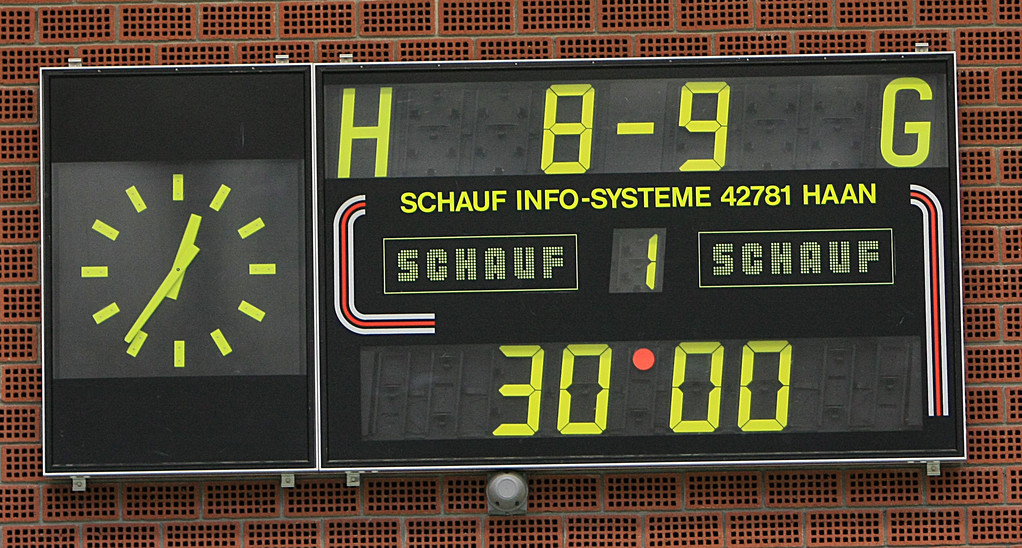 H 8-9 G
SCHAUF INFO-SYSTEME 42781 HAAN
SCHAUF 1 SCHAUF
30•00